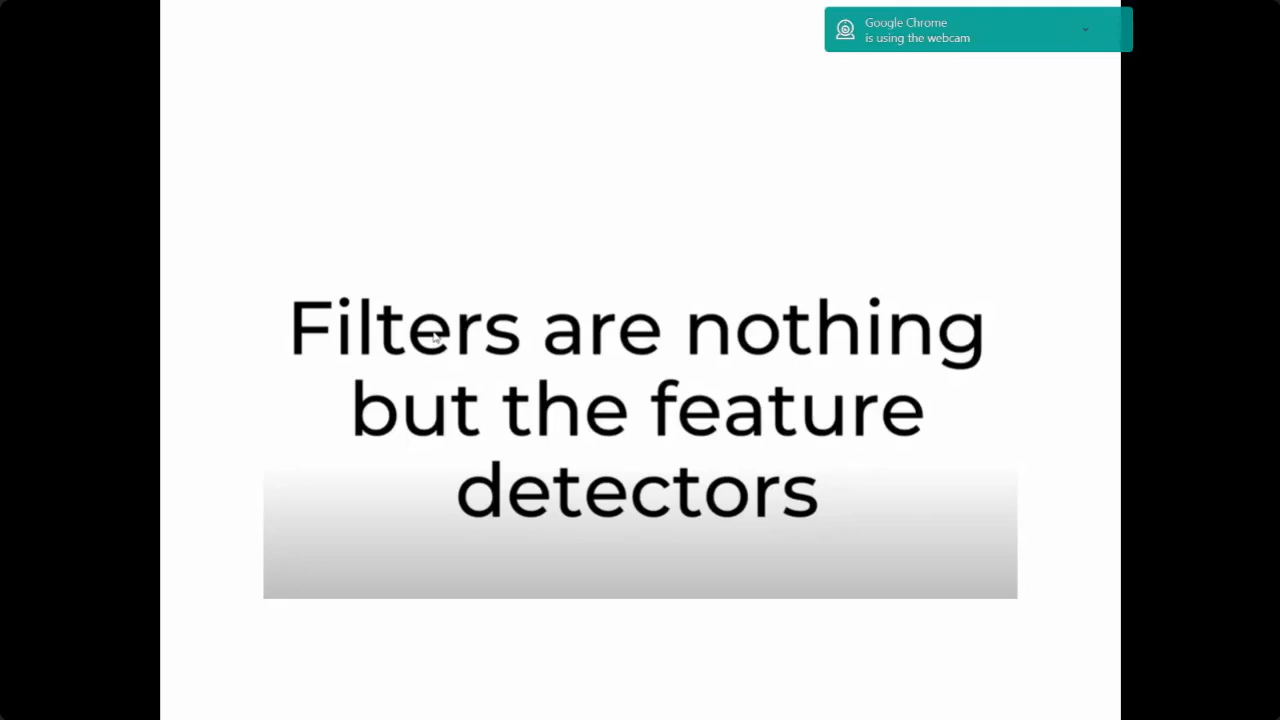 Google Chrome
is using the webcam
Filters are nothing
but the feature
detectors